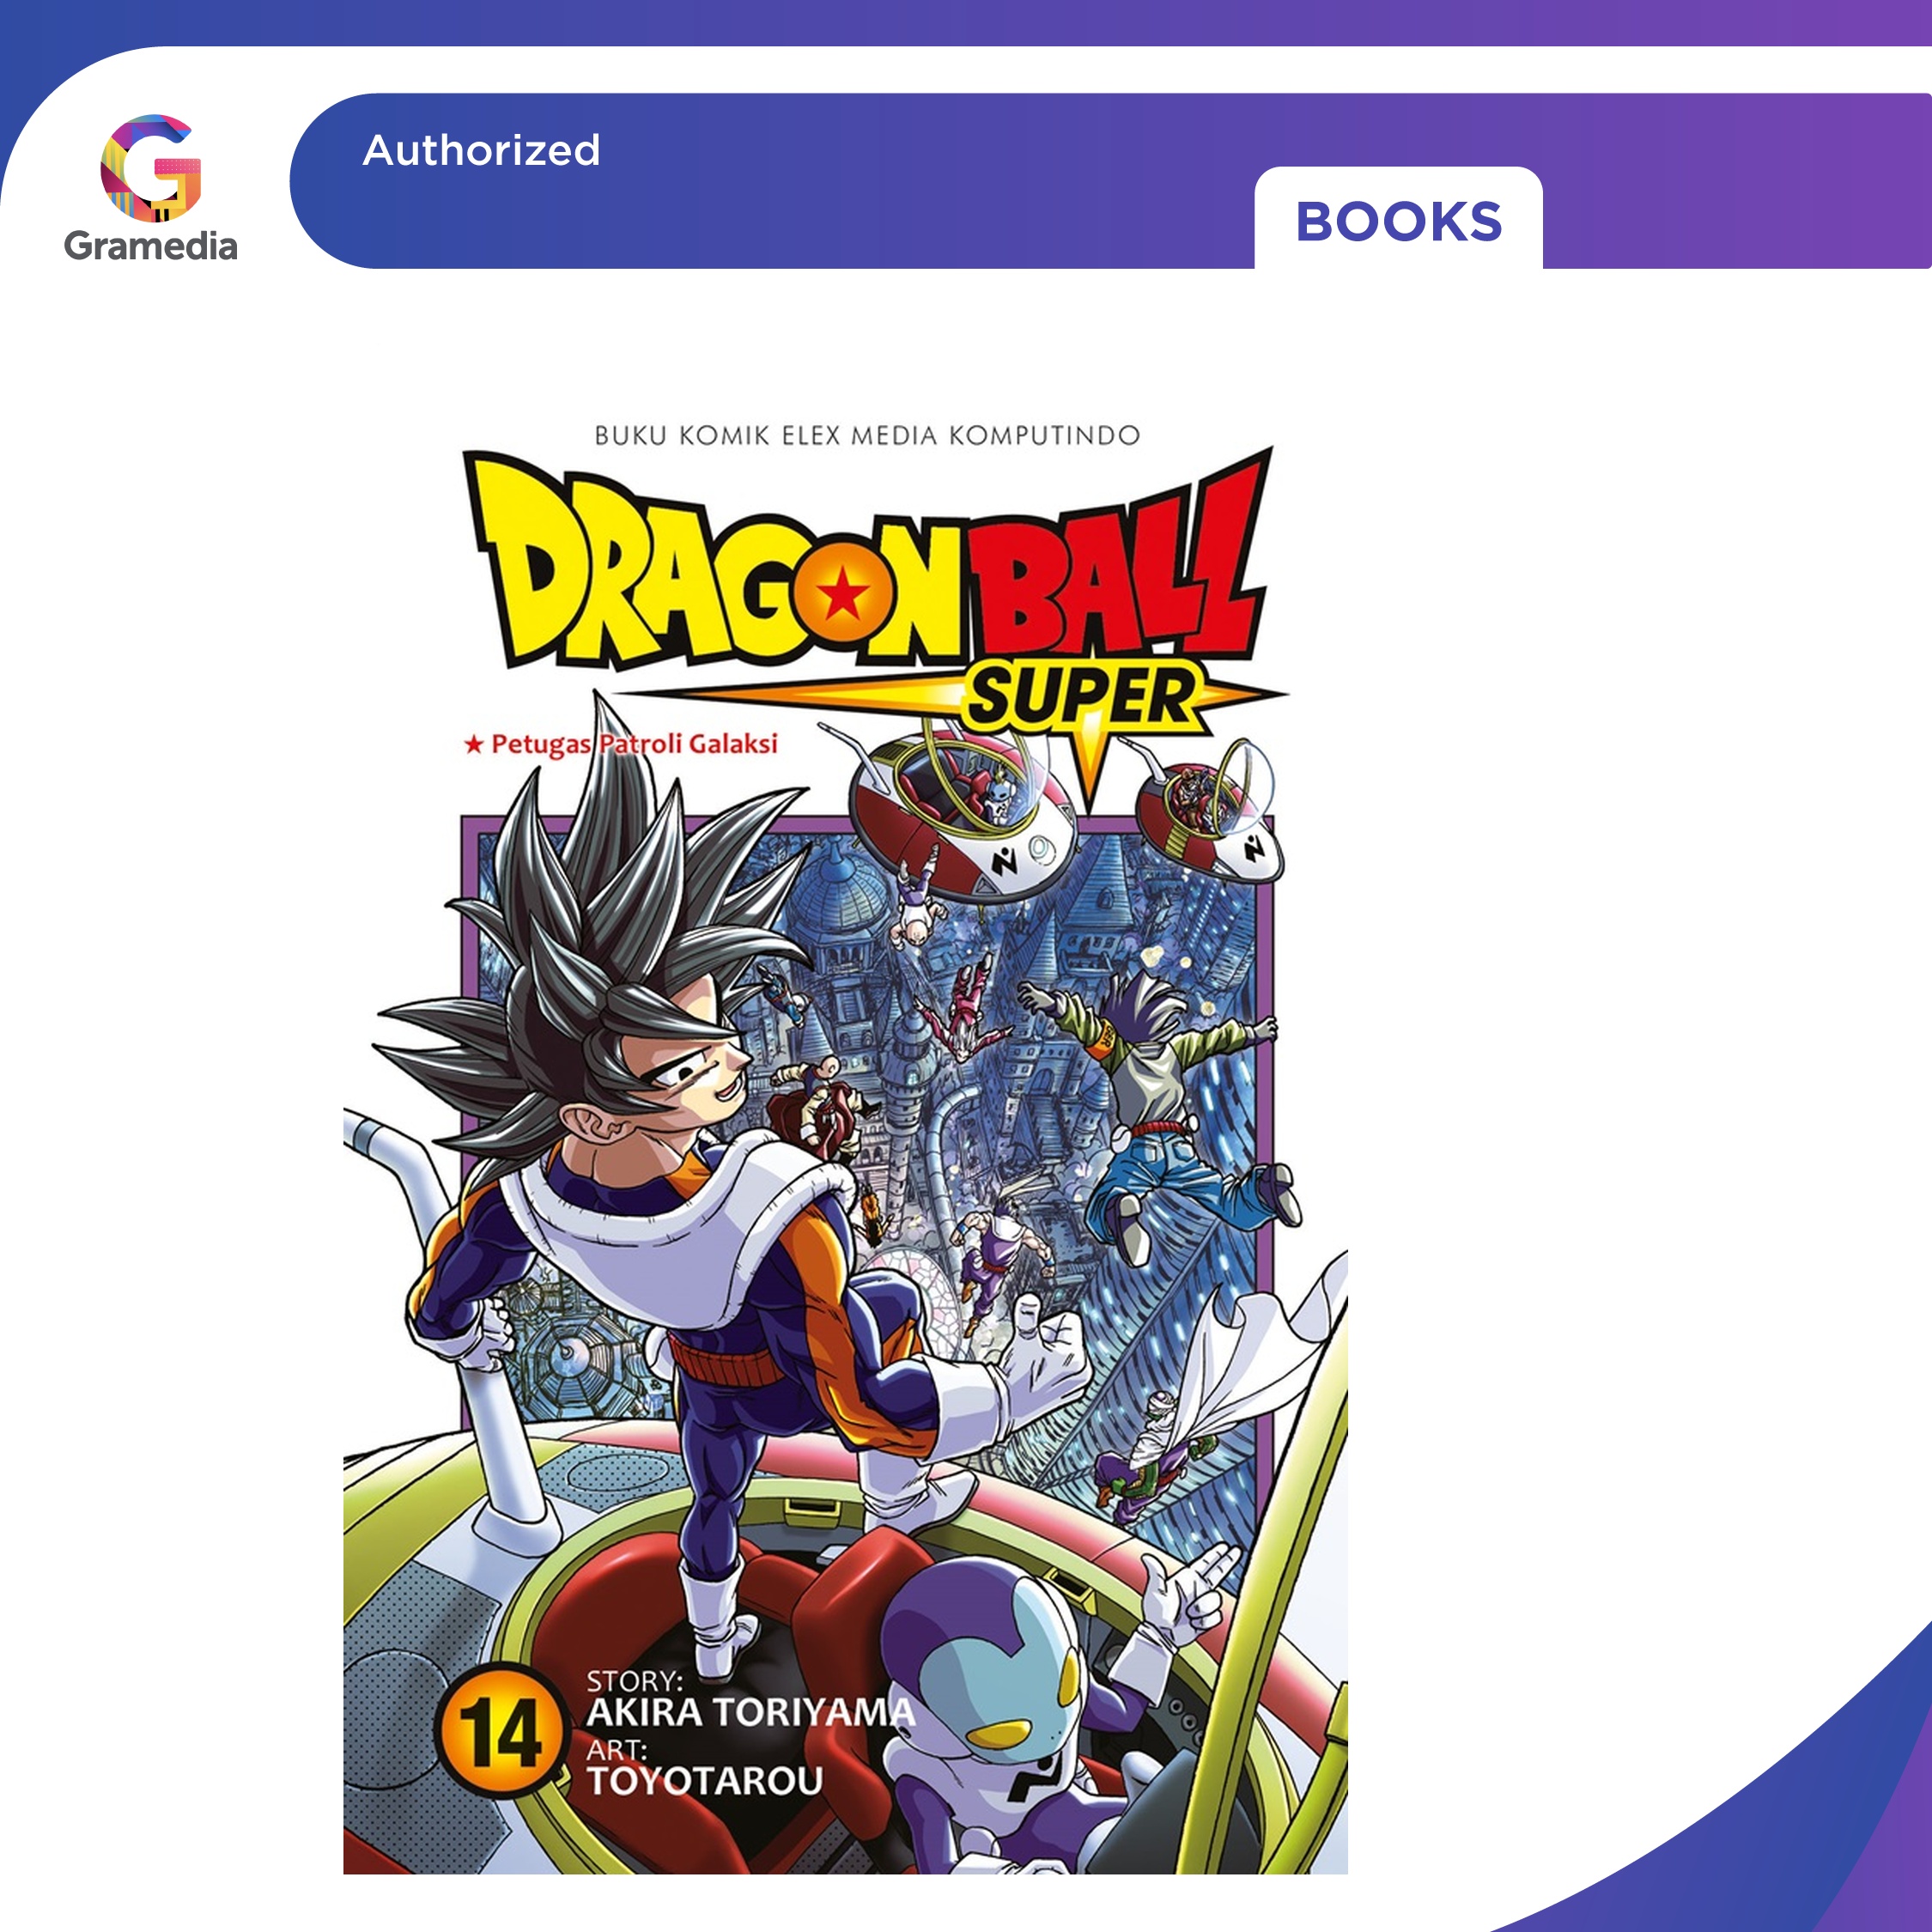 Gramedia
Authorized
BOOKS
BUKU KOMIK ELEX MEDIA KOMPUTINDO
DRAGON BALL
SUPER
★ Petugas Patroli Galaksi
14
STORY:
AKIRA TORIYAMA
ART:
TOYOTAROU